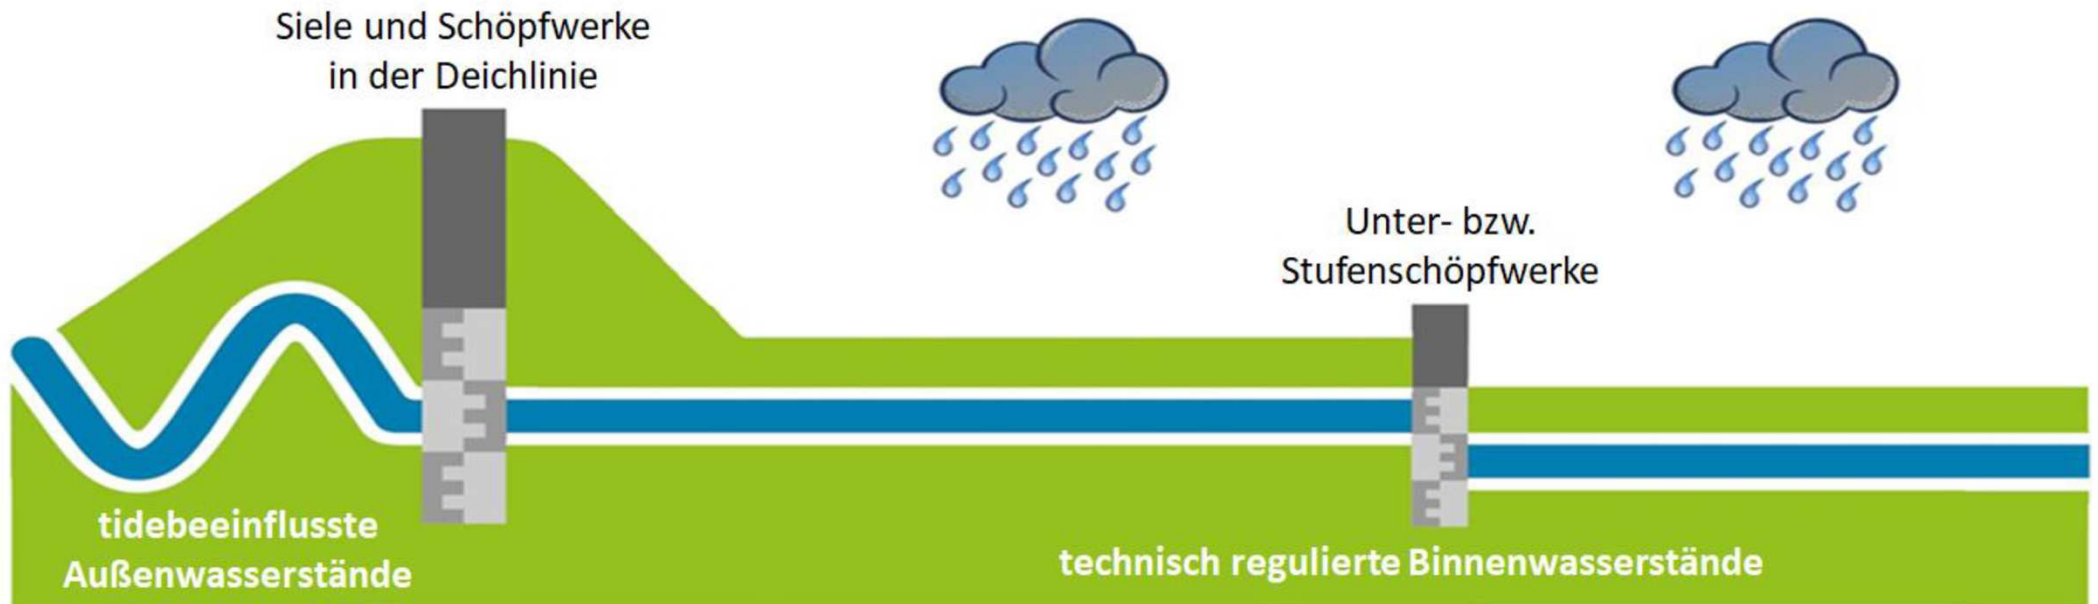 Siele und Schöpfwerke
in der Deichlinie
Unter- bzw.
Stufenschöpfwerke
tidebeeinflusste
Außenwasserstände
technisch regulierte Binnenwasserstände